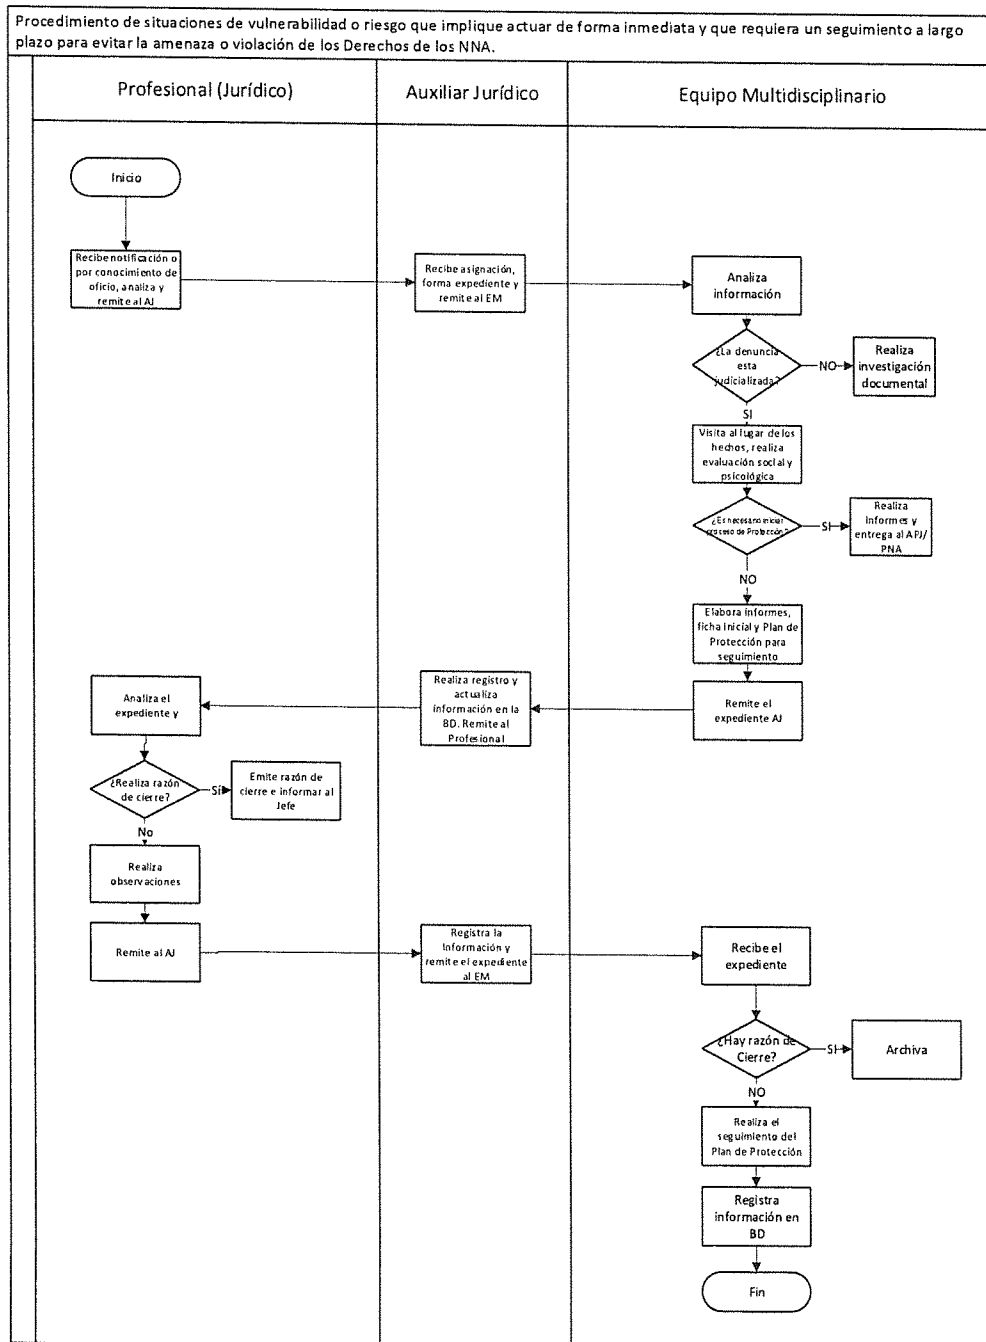 Procedimiento de situaciones de vulnerabilidad o riesgo que implique actuar de forma inmediata y que requiera un seguimiento a largo
plazo para evitar la amenaza o violación de los Derechos de los NNA.
Profesional (Jurídico)
Auxiliar Jurídico
Equipo Multidisciplinario
Inicio
Recibe notificación o
por conocimiento de
oficio, analiza y
remite al AJ
Recibe asignación,
forma expediente y
remite al EM
Analiza
información
¿La denuncia
esta
judicializada?
NO
Realiza
investigación
documental
SI
Visita al lugar de los
hechos, realiza
evaluación social y
psicológica
¿Es necesario iniciar
proceso de Protección?
SI
Realiza
Informes y
entrega al APJ/
PNA
NO
Elabora informes,
ficha inicial y Plan de
Protección para
seguimiento
Remite el
expediente AJ
Realiza registro y
actualiza
información en la
BD. Remite al
Profesional
Analiza el
expediente y
¿Realiza razón
de cierre?
Sí
Emite razón de
cierre e informar al
Jefe
No
Realiza
observaciones
Remite al AJ
Registra la
Información y
remite el expediente
al EM
Recibe el
expediente
¿Hay razón de
Cierre?
SI
Archiva
NO
Realiza el
seguimiento del
Plan de Protección
Registra
información en
BD
Fin